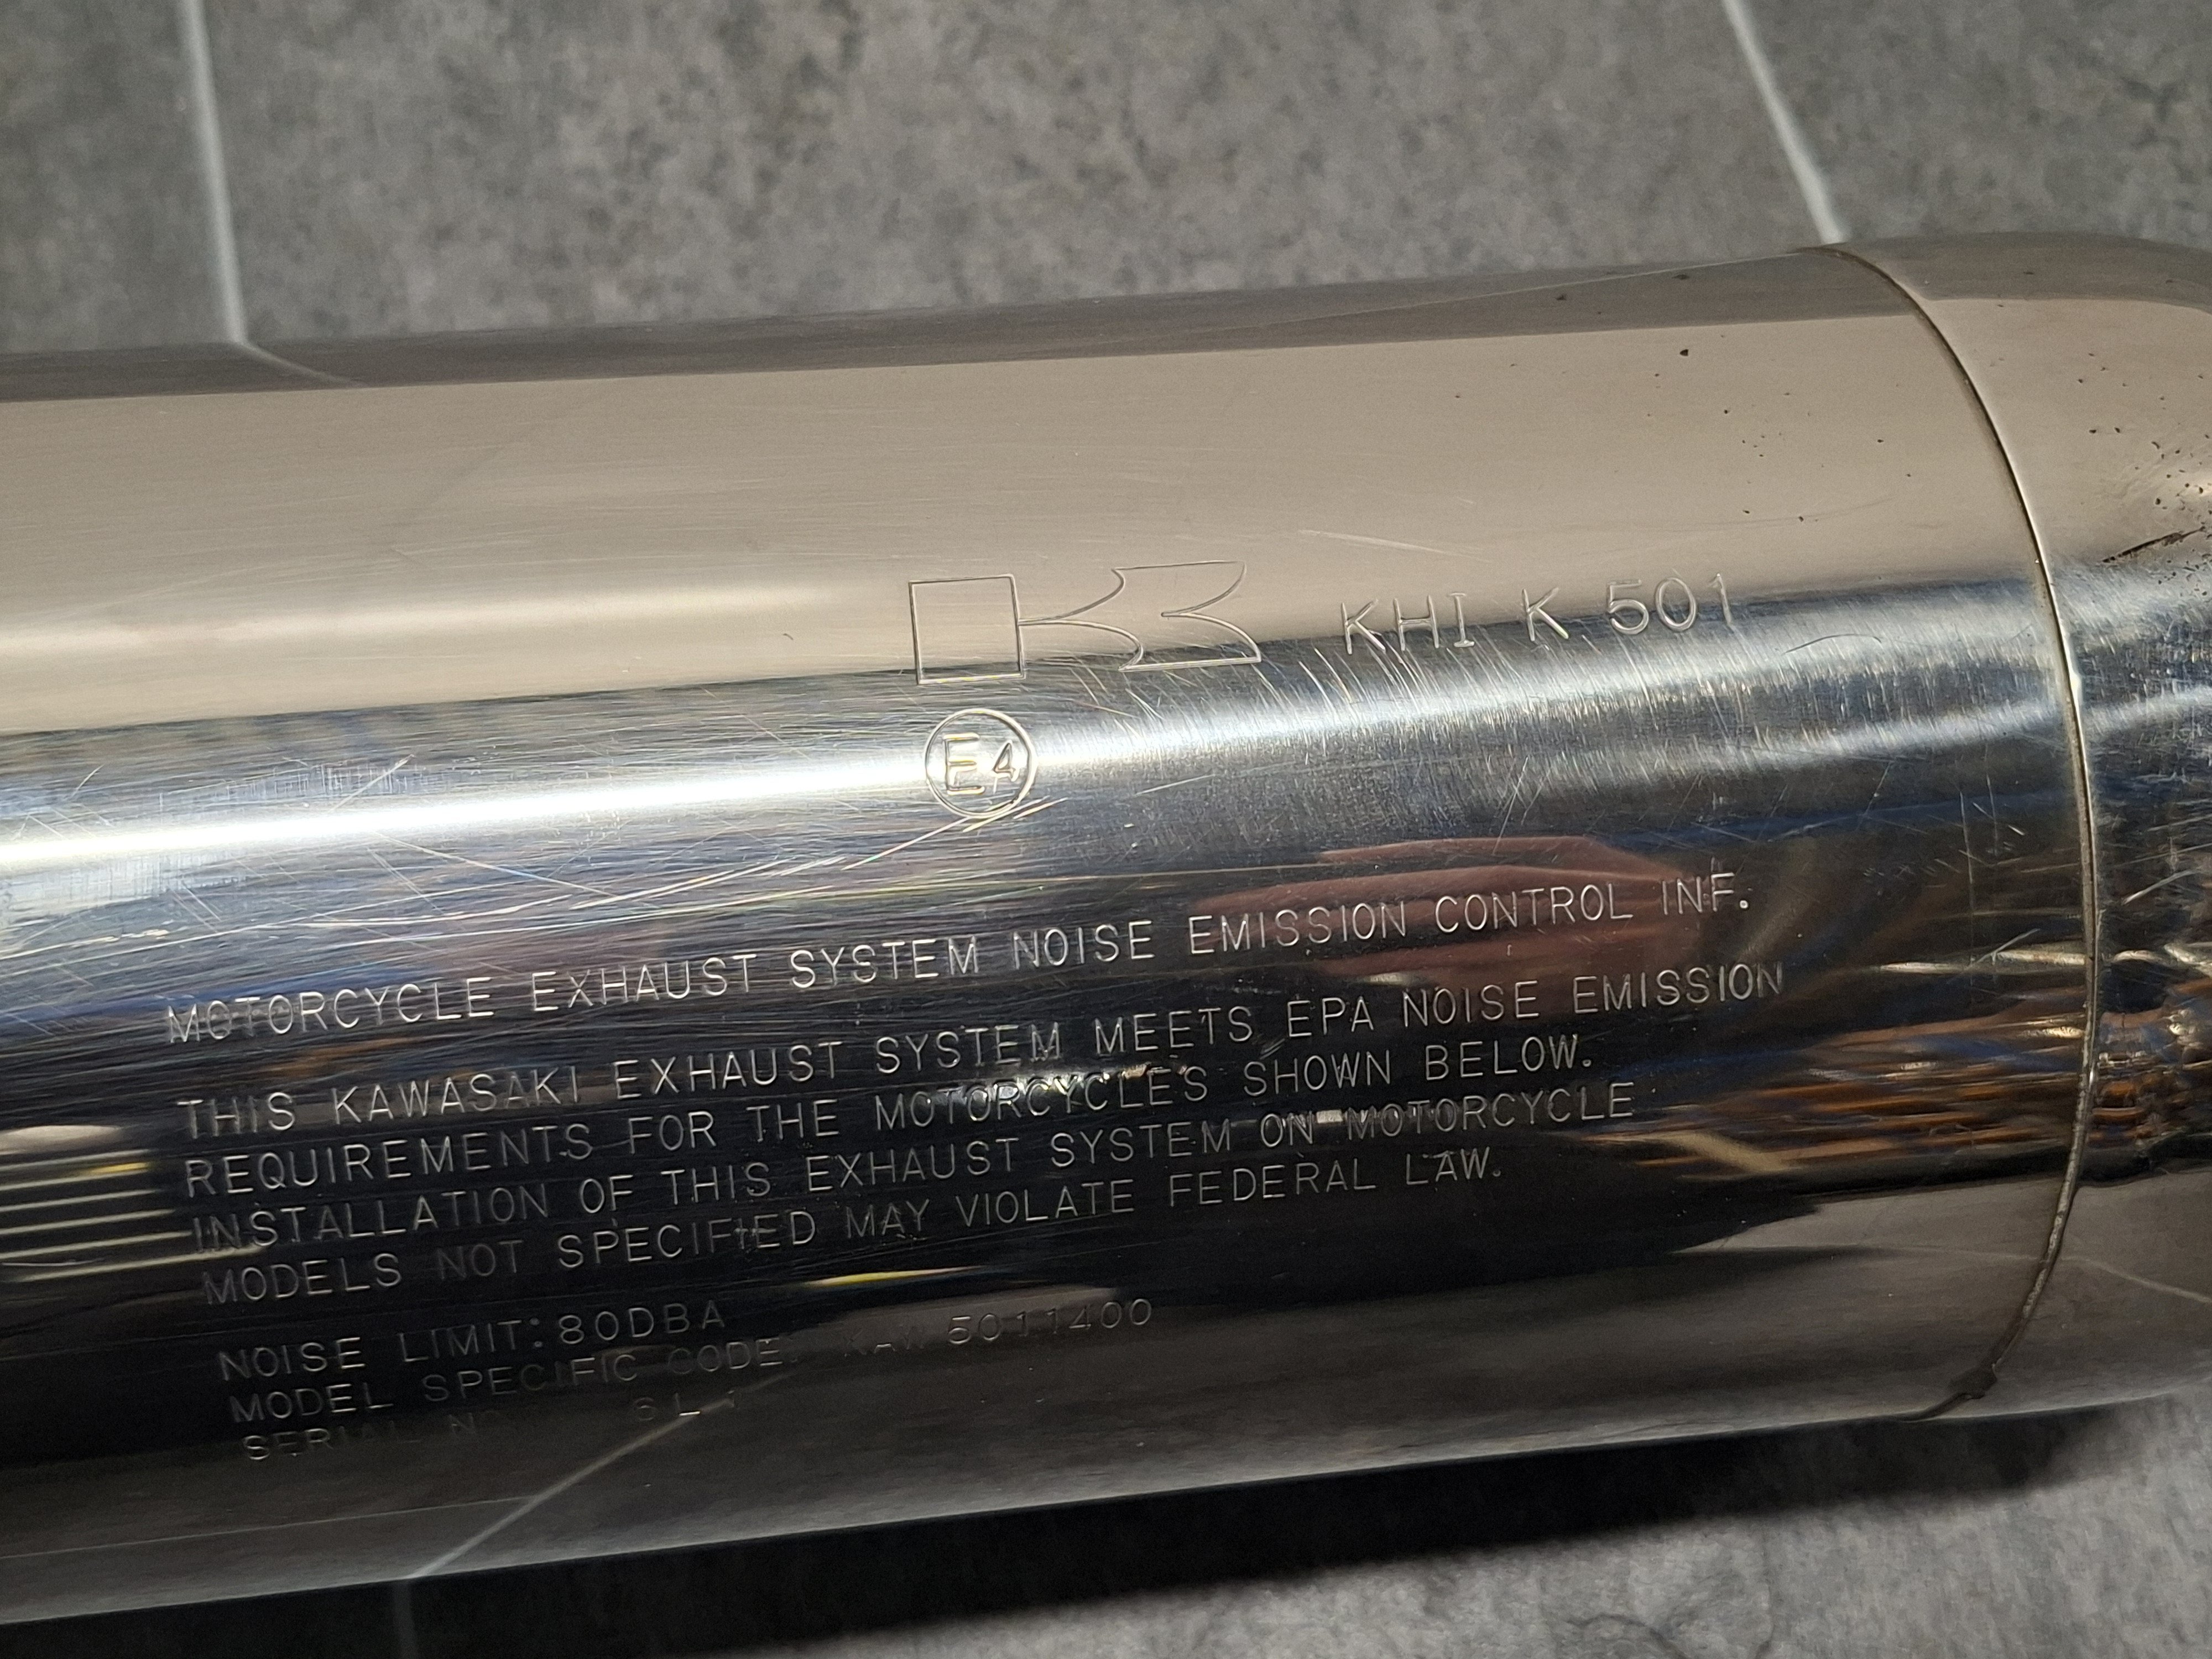 KHI K 501
E4
MOTORCYCLE EXHAUST SYSTEM NOISE EMISSION CONTROL INF.
THIS KAWASAKI EXHAUST SYSTEM MEETS EPA NOISE EMISSION
REQUIREMENTS FOR THE MOTORCYCLES SHOWN BELOW.
INSTALLATION OF THIS EXHAUST SYSTEM ON MOTORCYCLE
MODELS NOT SPECIFIED MAY VIOLATE FEDERAL LAW.
NOISE LIMIT:80DBA
MODEL SPECIFIC CODE: KAW5011400
SERIAL